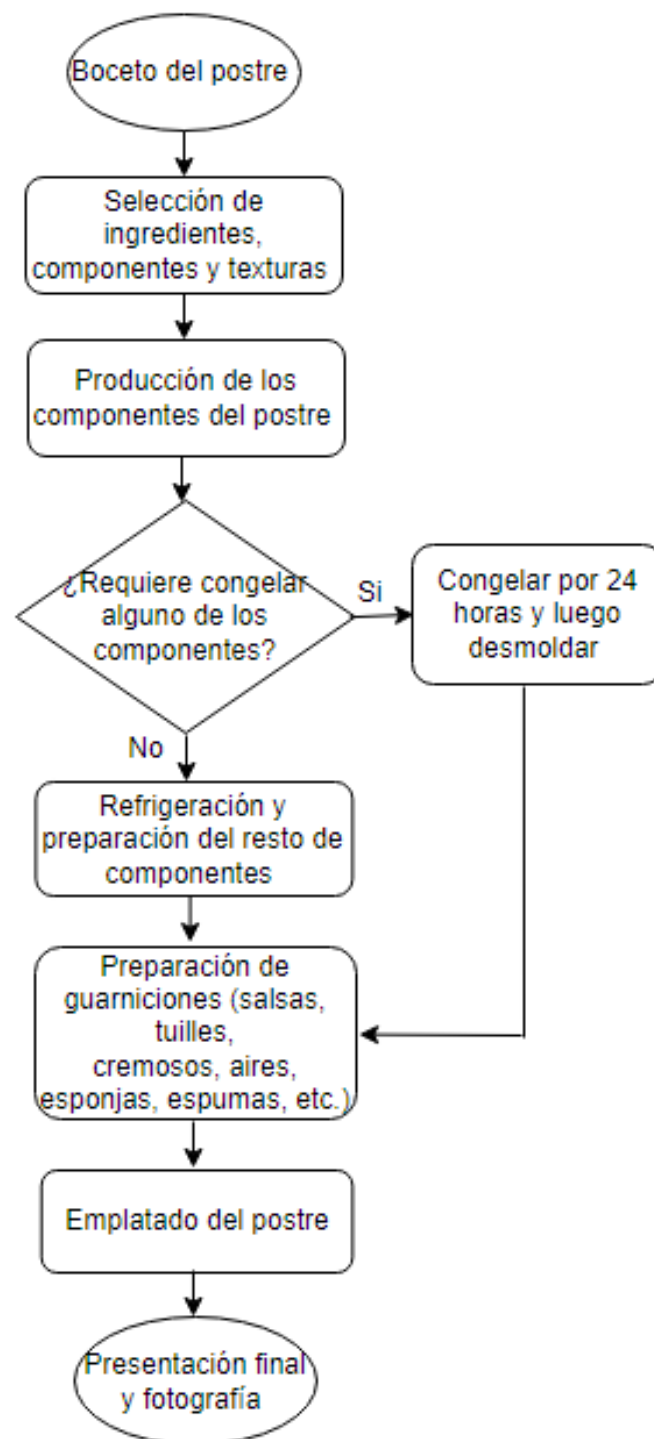 Boceto del postre
Selección de
ingredientes,
componentes y texturas
Producción de los
componentes del postre
¿Requiere congelar
alguno de los
componentes?
Si
Congelar por 24
horas y luego
desmoldar
No
Refrigeración y
preparación del resto de
componentes
Preparación de
guarniciones (salsas,
tuilles,
cremosos, aires,
esponjas, espumas, etc.)
Emplatado del postre
Presentación final
y fotografía